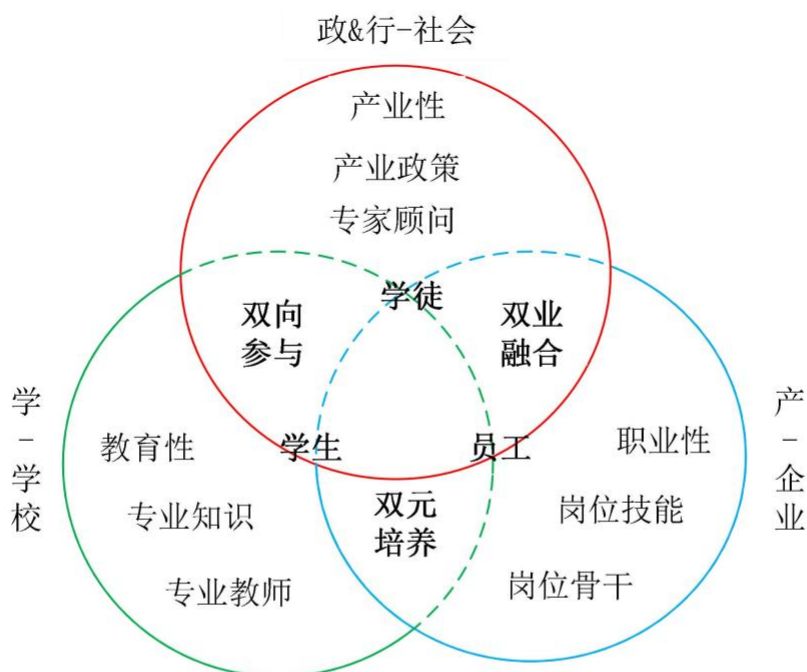 政&行-社会
产业性
产业政策
专家顾问
学徒
双向
参与
双业
融合
学-学校
产-企业
教育性
学生
员工
职业性
专业知识
双元
培养
岗位技能
专业教师
岗位骨干